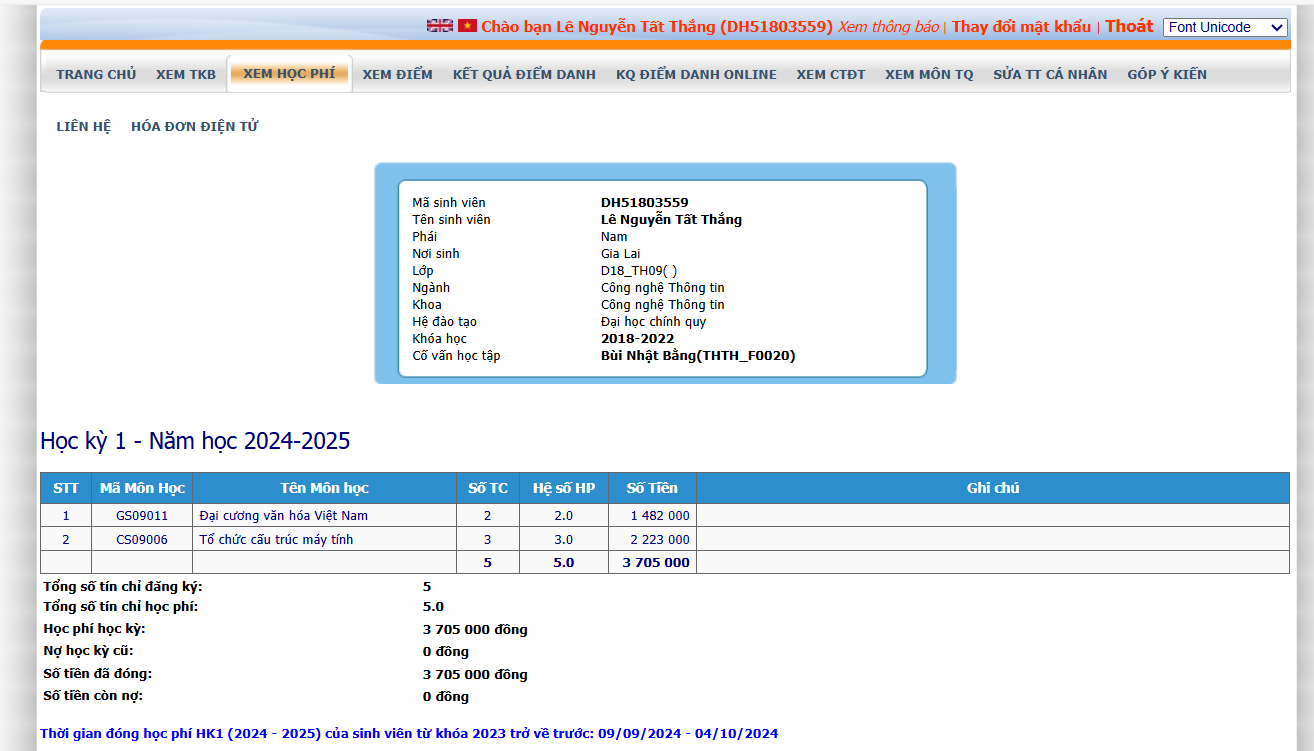 Chào bạn Lê Nguyễn Tất Thắng (DH51803559) Xem thông báo | Thay đổi mật khẩu | Thoát Font Unicode
TRANG CHỦ XEM TKB XEM HỌC PHÍ XEM ĐIỂM KẾT QUẢ ĐIỂM DANH KQ ĐIỂM DANH ONLINE XEM CTĐT XEM MÔN TQ SỬA TT CÁ NHÂN GÓP Ý KIẾN
LIÊN HỆ HÓA ĐƠN ĐIỆN TỬ
Mã sinh viên DH51803559
Tên sinh viên Lê Nguyễn Tất Thắng
Phái Nam
Nơi sinh Gia Lai
Lớp D18_TH09( )
Ngành Công nghệ Thông tin
Khoa Công nghệ Thông tin
Hệ đào tạo Đại học chính quy
Khóa học 2018-2022
Cố vấn học tập Bùi Nhật Bằng(THTH_F0020)
Học kỳ 1 - Năm học 2024-2025
STT Mã Môn Học Tên Môn học Số TC Hệ số HP Số Tiền Ghi chú
1 GS09011 Đại cương văn hóa Việt Nam 2 2.0 1 482 000
2 CS09006 Tổ chức cấu trúc máy tính 3 3.0 2 223 000
5 5.0 3 705 000
Tổng số tín chỉ đăng ký: 5
Tổng số tín chỉ học phí: 5.0
Học phí học kỳ: 3 705 000 đồng
Nợ học kỳ cũ: 0 đồng
Số tiền đã đóng: 3 705 000 đồng
Số tiền còn nợ: 0 đồng
Thời gian đóng học phí HK1 (2024 - 2025) của sinh viên từ khóa 2023 trở về trước: 09/09/2024 - 04/10/2024